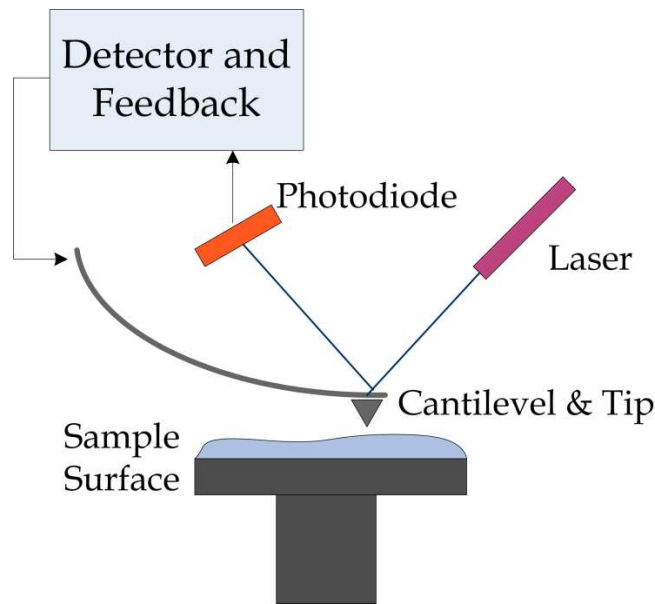 Detector and
Feedback
Photodiode
Laser
Cantilevel & Tip
Sample
Surface